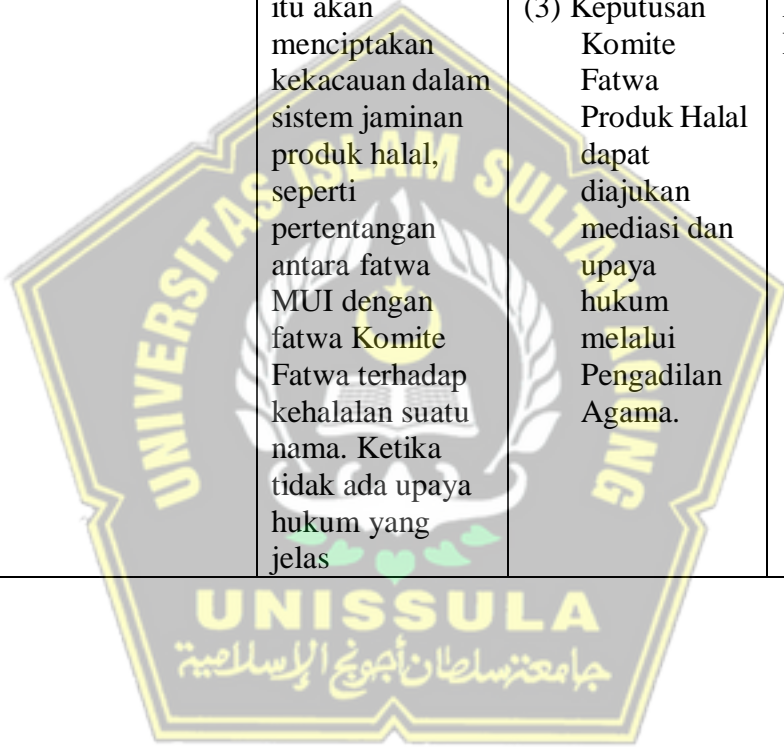 itu akan
menciptakan
kekacauan dalam
sistem jaminan
produk halal,
seperti
pertentangan
antara fatwa
MUI dengan
fatwa Komite
Fatwa terhadap
kehalalan suatu
nama. Ketika
tidak ada upaya
hukum yang
jelas
(3) Keputusan
Komite
Fatwa
Produk Halal
dapat
diajukan
mediasi dan
upaya
hukum
melalui
Pengadilan
Agama.
UNIVERSITAS ISLAM SULTAN AGUNG
UNISSULA
جامعة سلطان أجونج الإسلامية